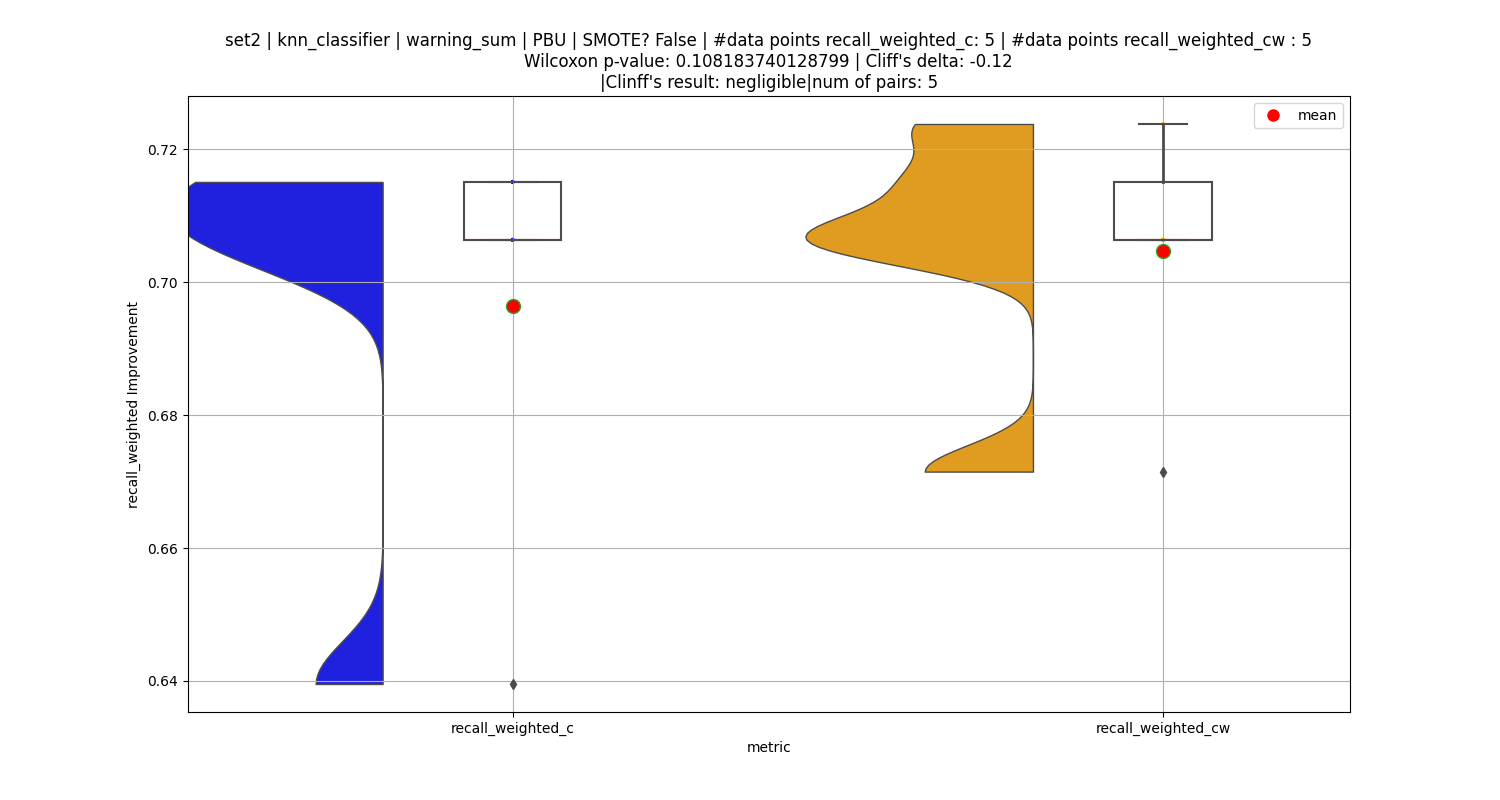 set2 | knn_classifier | warning_sum | PBU | SMOTE? False | #data points recall_weighted_c: 5 | #data points recall_weighted_cw : 5
Wilcoxon p-value: 0.108183740128799 | Cliff's delta: -0.12
|Clinff's result: negligible|num of pairs: 5
mean
0.72
0.70
0.68
0.66
0.64
recall_weighted Improvement
recall_weighted_c
recall_weighted_cw
metric